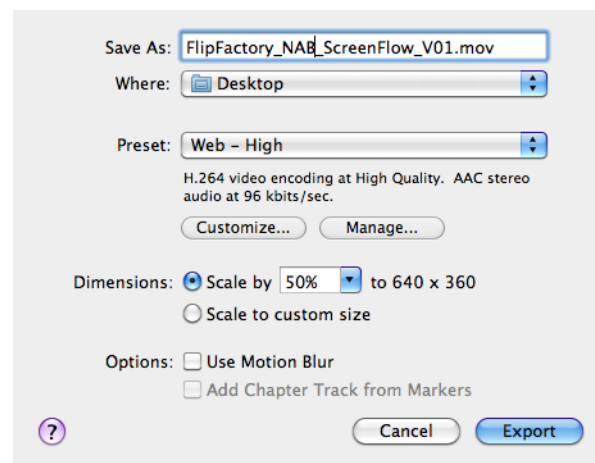 Save As: FlipFactory_NAB_ScreenFlow_V01.mov
Where: Desktop
Preset: Web – High
H.264 video encoding at High Quality.  AAC stereo
audio at 96 kbits/sec.
Customize... Manage...
Dimensions: Scale by 50% to 640 x 360
Scale to custom size
Options: Use Motion Blur
Add Chapter Track from Markers
? Cancel Export